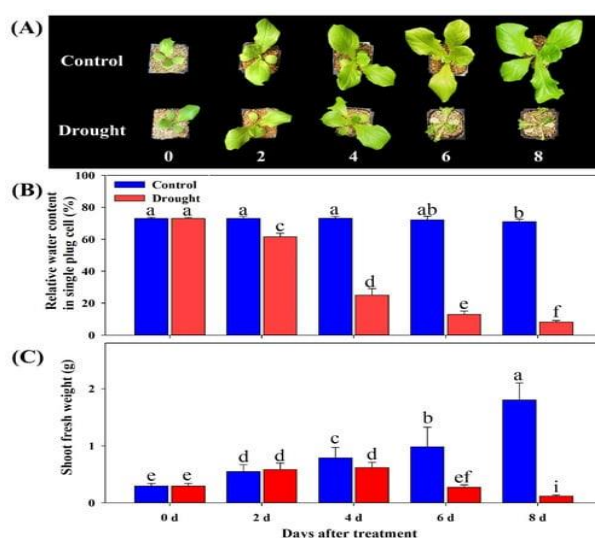 (A)
Control
Drought
0 2 4 6 8
(B)
Relative water content
in single plug cell (%)
100
80
60
40
20
0
Control
Drought
a a a c a d ab e b f
(C)
Shoot fresh weight (g)
2
1
0
e e d d c d b ef a i
0 d 2 d 4 d 6 d 8 d
Days after treatment